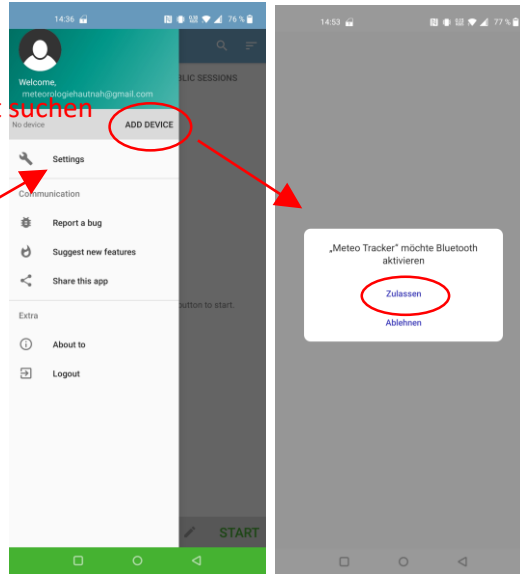 14:36 76 %
Welcome,
meteorologiehautnah@gmail.com
BLIC SESSIONS
t suchen
No device ADD DEVICE
Settings
Communication
Report a bug
Suggest new features
Share this app
button to start.
Extra
About to
Logout
START
14:53 77 %
„Meteo Tracker“ möchte Bluetooth
aktivieren
Zulassen
Ablehnen